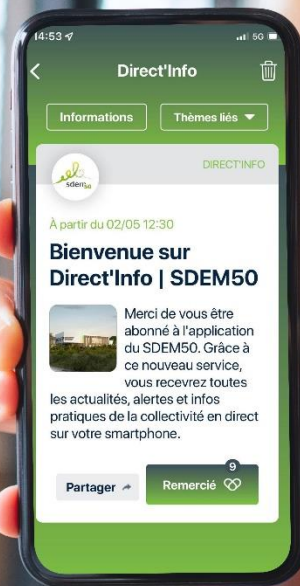 14:53
5G
Direct'Info
Informations
Thèmes liés
sdem50
DIRECT'INFO
À partir du 02/05 12:30
Bienvenue sur
Direct'Info | SDEM50
Merci de vous être
abonné à l'application
du SDEM50. Grâce à
ce nouveau service,
vous recevrez toutes
les actualités, alertes et infos
pratiques de la collectivité en direct
sur votre smartphone.
Partager
9
Remercié